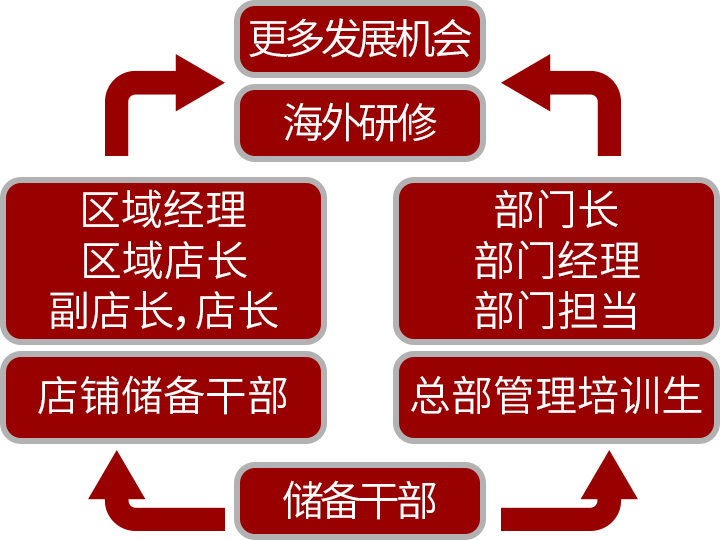 更多发展机会
海外研修
区域经理
区域店长
副店长，店长
部门长
部门经理
部门担当
店铺储备干部
总部管理培训生
储备干部